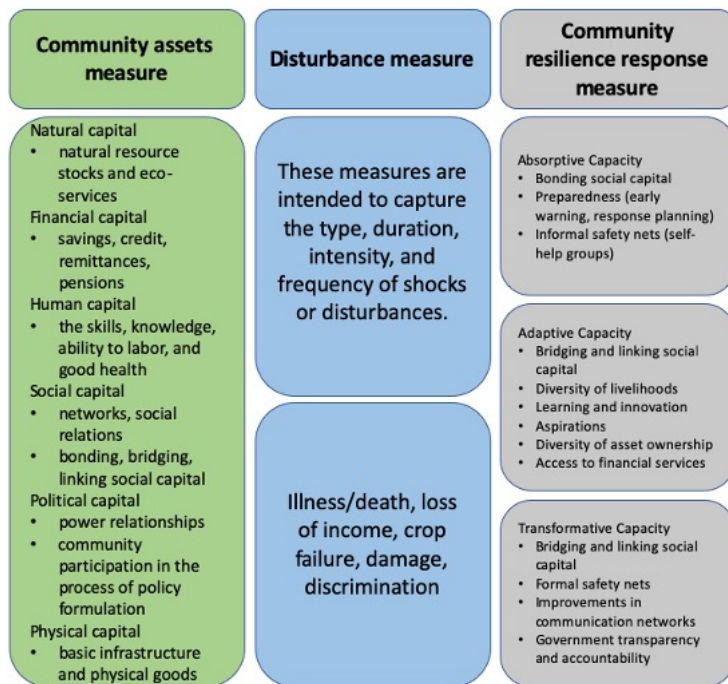 Community assets
measure
Natural capital
• natural resource
stocks and eco-
services
Financial capital
• savings, credit,
remittances,
pensions
Human capital
• the skills, knowledge,
ability to labor, and
good health
Social capital
• networks, social
relations
• bonding, bridging,
linking social capital
Political capital
• power relationships
• community
participation in the
process of policy
formulation
Physical capital
• basic infrastructure
and physical goods
Disturbance measure
These measures are
intended to capture
the type, duration,
intensity, and
frequency of shocks
or disturbances.
Illness/death, loss
of income, crop
failure, damage,
discrimination
Community
resilience response
measure
Absorptive Capacity
• Bonding social capital
• Preparedness (early
warning, response planning)
• Informal safety nets (self-
help groups)
Adaptive Capacity
• Bridging and linking social
capital
• Diversity of livelihoods
• Learning and innovation
• Aspirations
• Diversity of asset ownership
• Access to financial services
Transformative Capacity
• Bridging and linking social
capital
• Formal safety nets
• Improvements in
communication networks
• Government transparency
and accountability